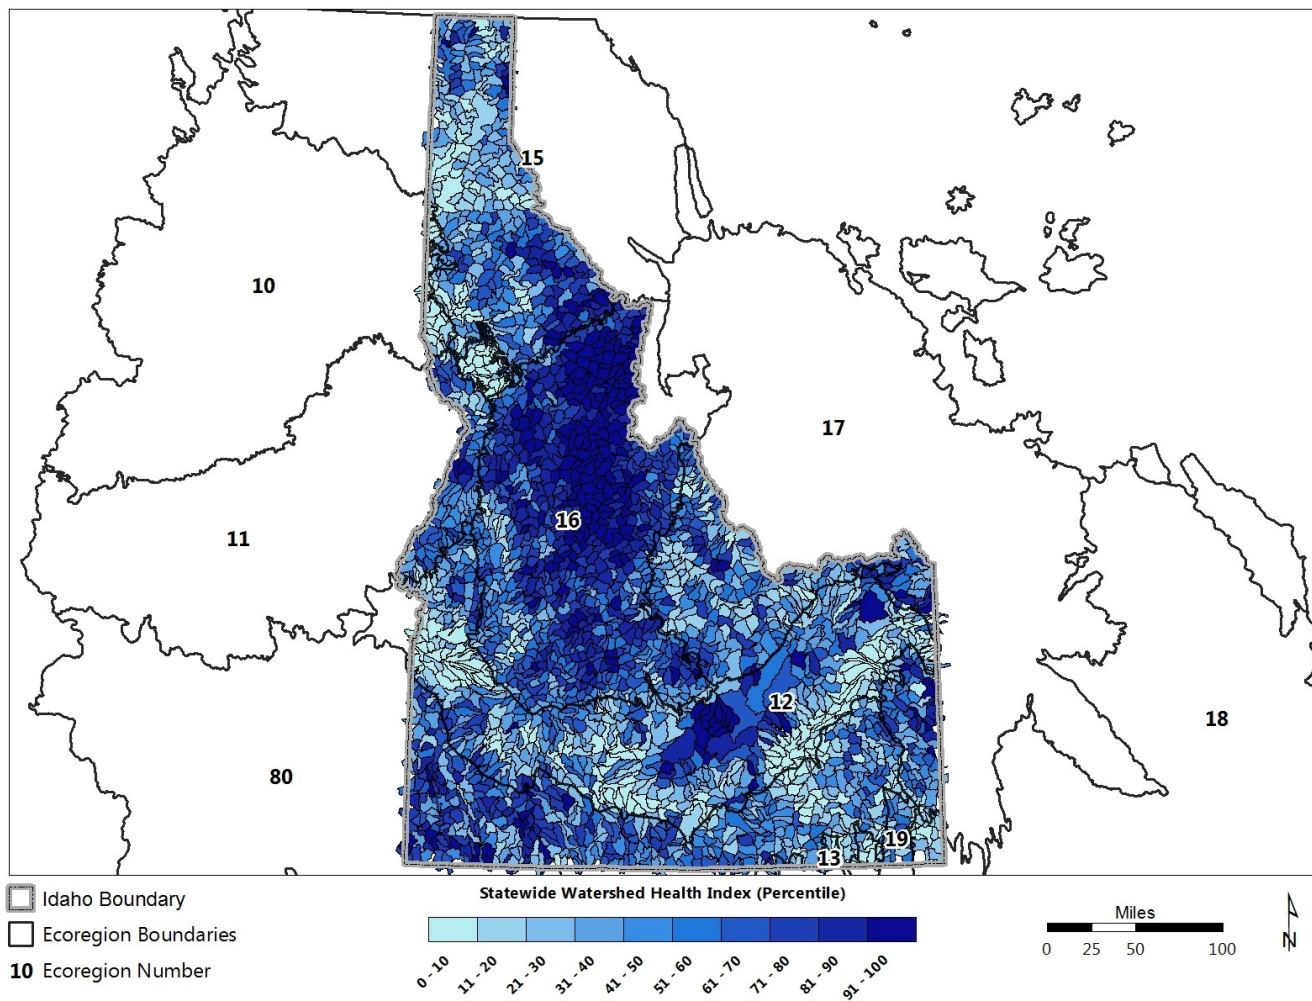 15
10
17
16
11
12
18
80
19
13
Idaho Boundary
Ecoregion Boundaries
10 Ecoregion Number
Statewide Watershed Health Index (Percentile)
0 - 10
11 - 20
21 - 30
31 - 40
41 - 50
51 - 60
61 - 70
71 - 80
81 - 90
91 - 100
Miles
0 25 50 100
N